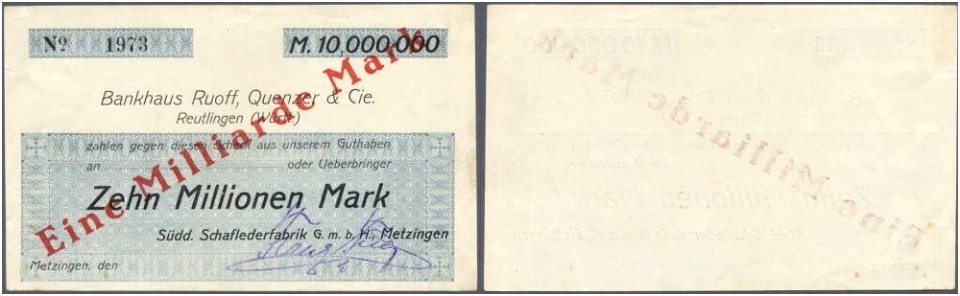 Nº 1973
M. 10,000,000
Bankhaus Ruoff, Quenzer & Cie.
Reutlingen (Württ.)
zahlen gegen diesen Scheck aus unserem Guthaben
an oder Ueberbringer
Zehn Millionen Mark
Südd. Schaflederfabrik G. m. b. H., Metzingen
Metzingen, den
Eine Milliarde Mark